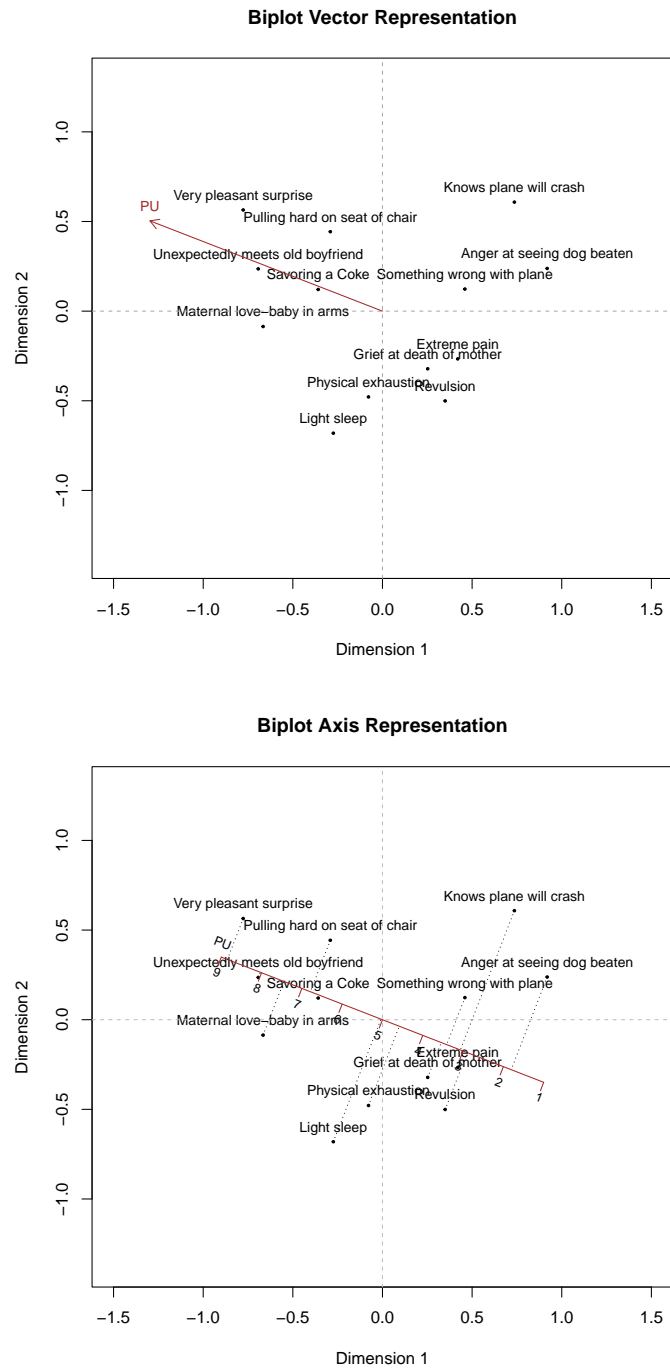 Biplot Vector Representation
Dimension 2
1.0
0.5
0.0
−0.5
−1.0
Very pleasant surprise
Knows plane will crash
PU
Pulling hard on seat of chair
Unexpectedly meets old boyfriend
Anger at seeing dog beaten
Savoring a Coke
Something wrong with plane
Maternal love−baby in arms
Extreme pain
Grief at death of mother
Physical exhaustion
Revulsion
Light sleep
−1.5 −1.0 −0.5 0.0 0.5 1.0 1.5
Dimension 1
Biplot Axis Representation
Dimension 2
1.0
0.5
0.0
−0.5
−1.0
Knows plane will crash
Very pleasant surprise
Pulling hard on seat of chair
PU
Unexpectedly meets old boyfriend
Anger at seeing dog beaten
Savoring a Coke
Something wrong with plane
Maternal love−baby in arms
9
8
7
6
5
4
3
2
1
Extreme pain
Grief at death of mother
Physical exhaustion
Revulsion
Light sleep
−1.5 −1.0 −0.5 0.0 0.5 1.0 1.5
Dimension 1